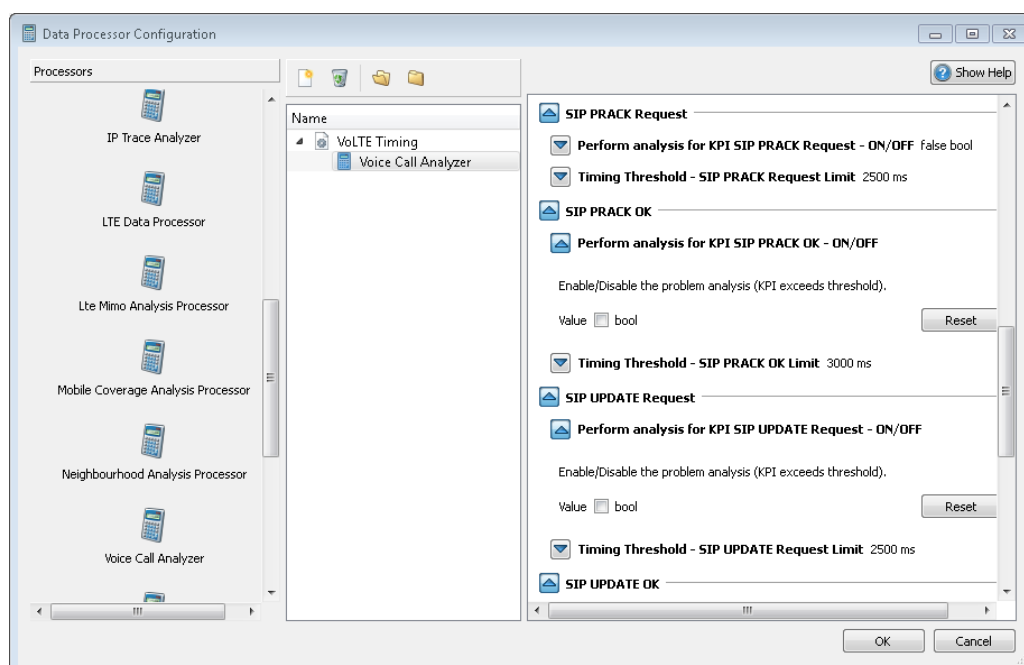 Data Processor Configuration
Processors
IP Trace Analyzer
LTE Data Processor
Lte Mimo Analysis Processor
Mobile Coverage Analysis Processor
Neighbourhood Analysis Processor
Voice Call Analyzer
Name
VoLTE Timing
Voice Call Analyzer
Show Help
SIP PRACK Request
Perform analysis for KPI SIP PRACK Request - ON/OFF false bool
Timing Threshold - SIP PRACK Request Limit 2500 ms
SIP PRACK OK
Perform analysis for KPI SIP PRACK OK - ON/OFF
Enable/Disable the problem analysis (KPI exceeds threshold).
Value bool Reset
Timing Threshold - SIP PRACK OK Limit 3000 ms
SIP UPDATE Request
Perform analysis for KPI SIP UPDATE Request - ON/OFF
Enable/Disable the problem analysis (KPI exceeds threshold).
Value bool Reset
Timing Threshold - SIP UPDATE Request Limit 2500 ms
SIP UPDATE OK
OK Cancel